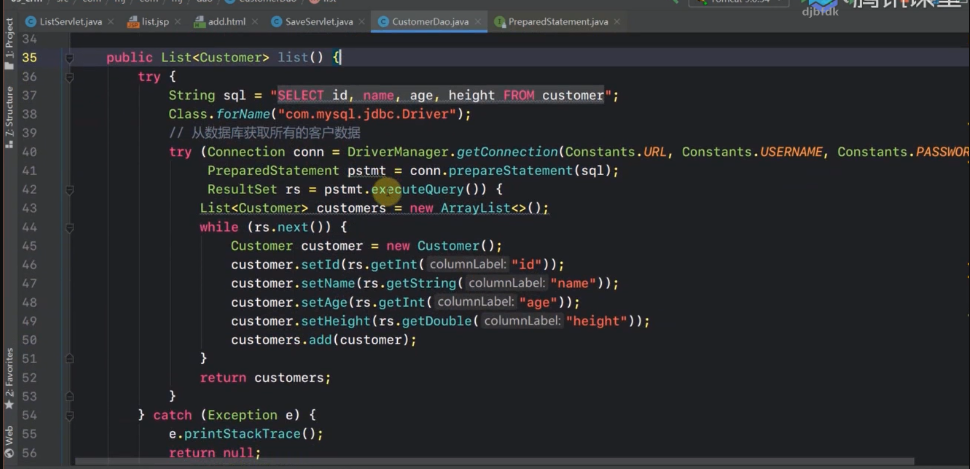 ListServlet.java list.jsp add.html SaveServlet.java CustomerDao.java PreparedStatement.java
腾讯课堂
djbfdk
1: Project
7: Structure
2: Favorites
Web
34
35 public List<Customer> list() {
36 try {
37 String sql = "SELECT id, name, age, height FROM customer";
38 Class.forName("com.mysql.jdbc.Driver");
39 // 从数据库获取所有的客户数据
40 try (Connection conn = DriverManager.getConnection(Constants.URL, Constants.USERNAME, Constants.PASSWOR
41 PreparedStatement pstmt = conn.prepareStatement(sql);
42 ResultSet rs = pstmt.executeQuery()) {
43 List<Customer> customers = new ArrayList<>();
44 while (rs.next()) {
45 Customer customer = new Customer();
46 customer.setId(rs.getInt( columnLabel: "id"));
47 customer.setName(rs.getString( columnLabel: "name"));
48 customer.setAge(rs.getInt( columnLabel: "age"));
49 customer.setHeight(rs.getDouble( columnLabel: "height"));
50 customers.add(customer);
51 }
52 return customers;
53 }
54 } catch (Exception e) {
55 e.printStackTrace();
56 return null;